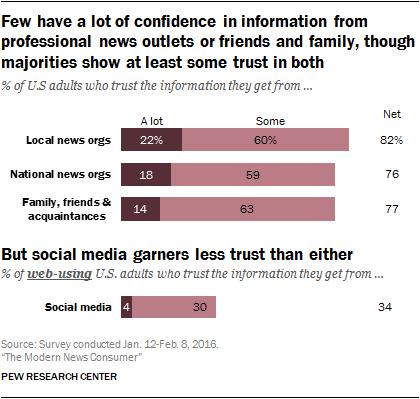 Few have a lot of confidence in information from
professional news outlets or friends and family, though
majorities show at least some trust in both
% of U.S adults who trust the information they get from ...
A lot Some Net
Local news orgs 22% 60% 82%
National news orgs 18 59 76
Family, friends &
acquaintances 14 63 77
But social media garners less trust than either
% of web-using U.S. adults who trust the information they get from ...
Social media 4 30 34
Source: Survey conducted Jan. 12-Feb. 8, 2016.
"The Modern News Consumer"
PEW RESEARCH CENTER